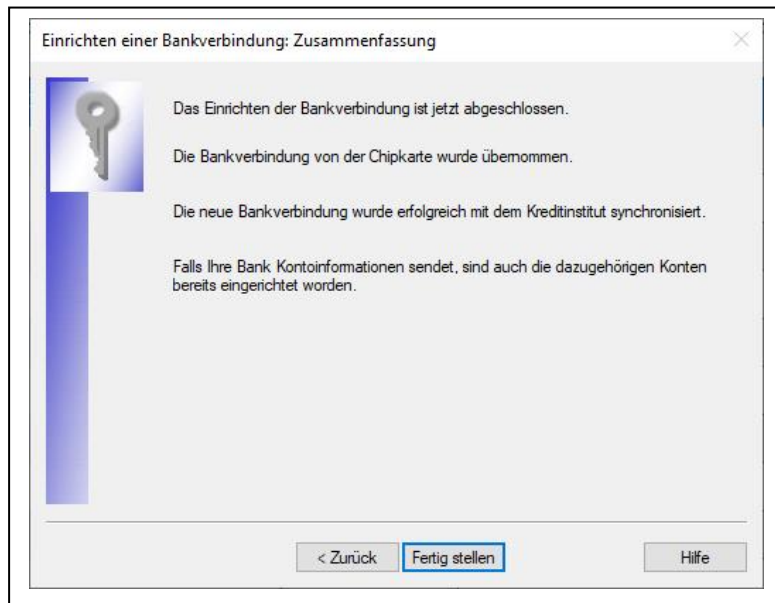 Einrichten einer Bankverbindung: Zusammenfassung
Das Einrichten der Bankverbindung ist jetzt abgeschlossen.
Die Bankverbindung von der Chipkarte wurde übernommen.
Die neue Bankverbindung wurde erfolgreich mit dem Kreditinstitut synchronisiert.
Falls Ihre Bank Kontoinformationen sendet, sind auch die dazugehörigen Konten
bereits eingerichtet worden.
< Zurück Fertig stellen Hilfe